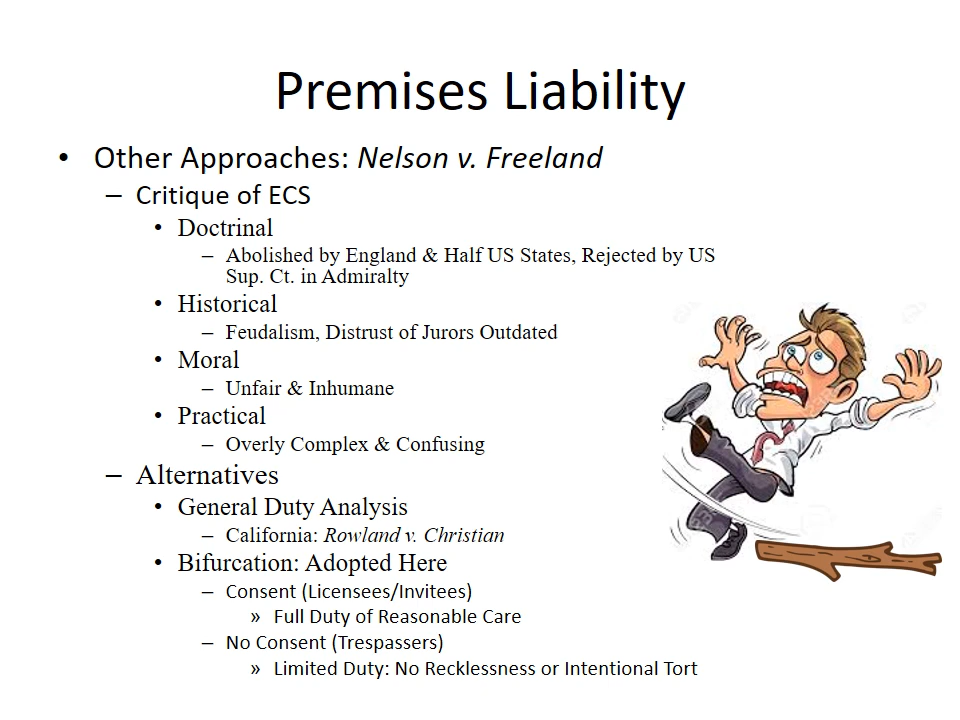 Premises Liability
• Other Approaches: Nelson v. Freeland
– Critique of ECS
• Doctrinal
– Abolished by England & Half US States, Rejected by US
Sup. Ct. in Admiralty
• Historical
– Feudalism, Distrust of Jurors Outdated
• Moral
– Unfair & Inhumane
• Practical
– Overly Complex & Confusing
– Alternatives
• General Duty Analysis
– California: Rowland v. Christian
• Bifurcation: Adopted Here
– Consent (Licensees/Invitees)
» Full Duty of Reasonable Care
– No Consent (Trespassers)
» Limited Duty: No Recklessness or Intentional Tort